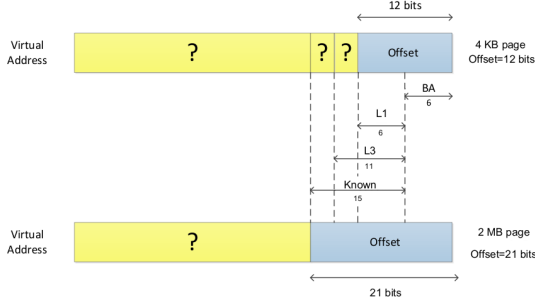 12 bits
Virtual
Address
?
?
?
Offset
4 KB page
Offset=12 bits
BA
6
L1
6
L3
11
Known
15
Virtual
Address
?
Offset
2 MB page
Offset=21 bits
21 bits